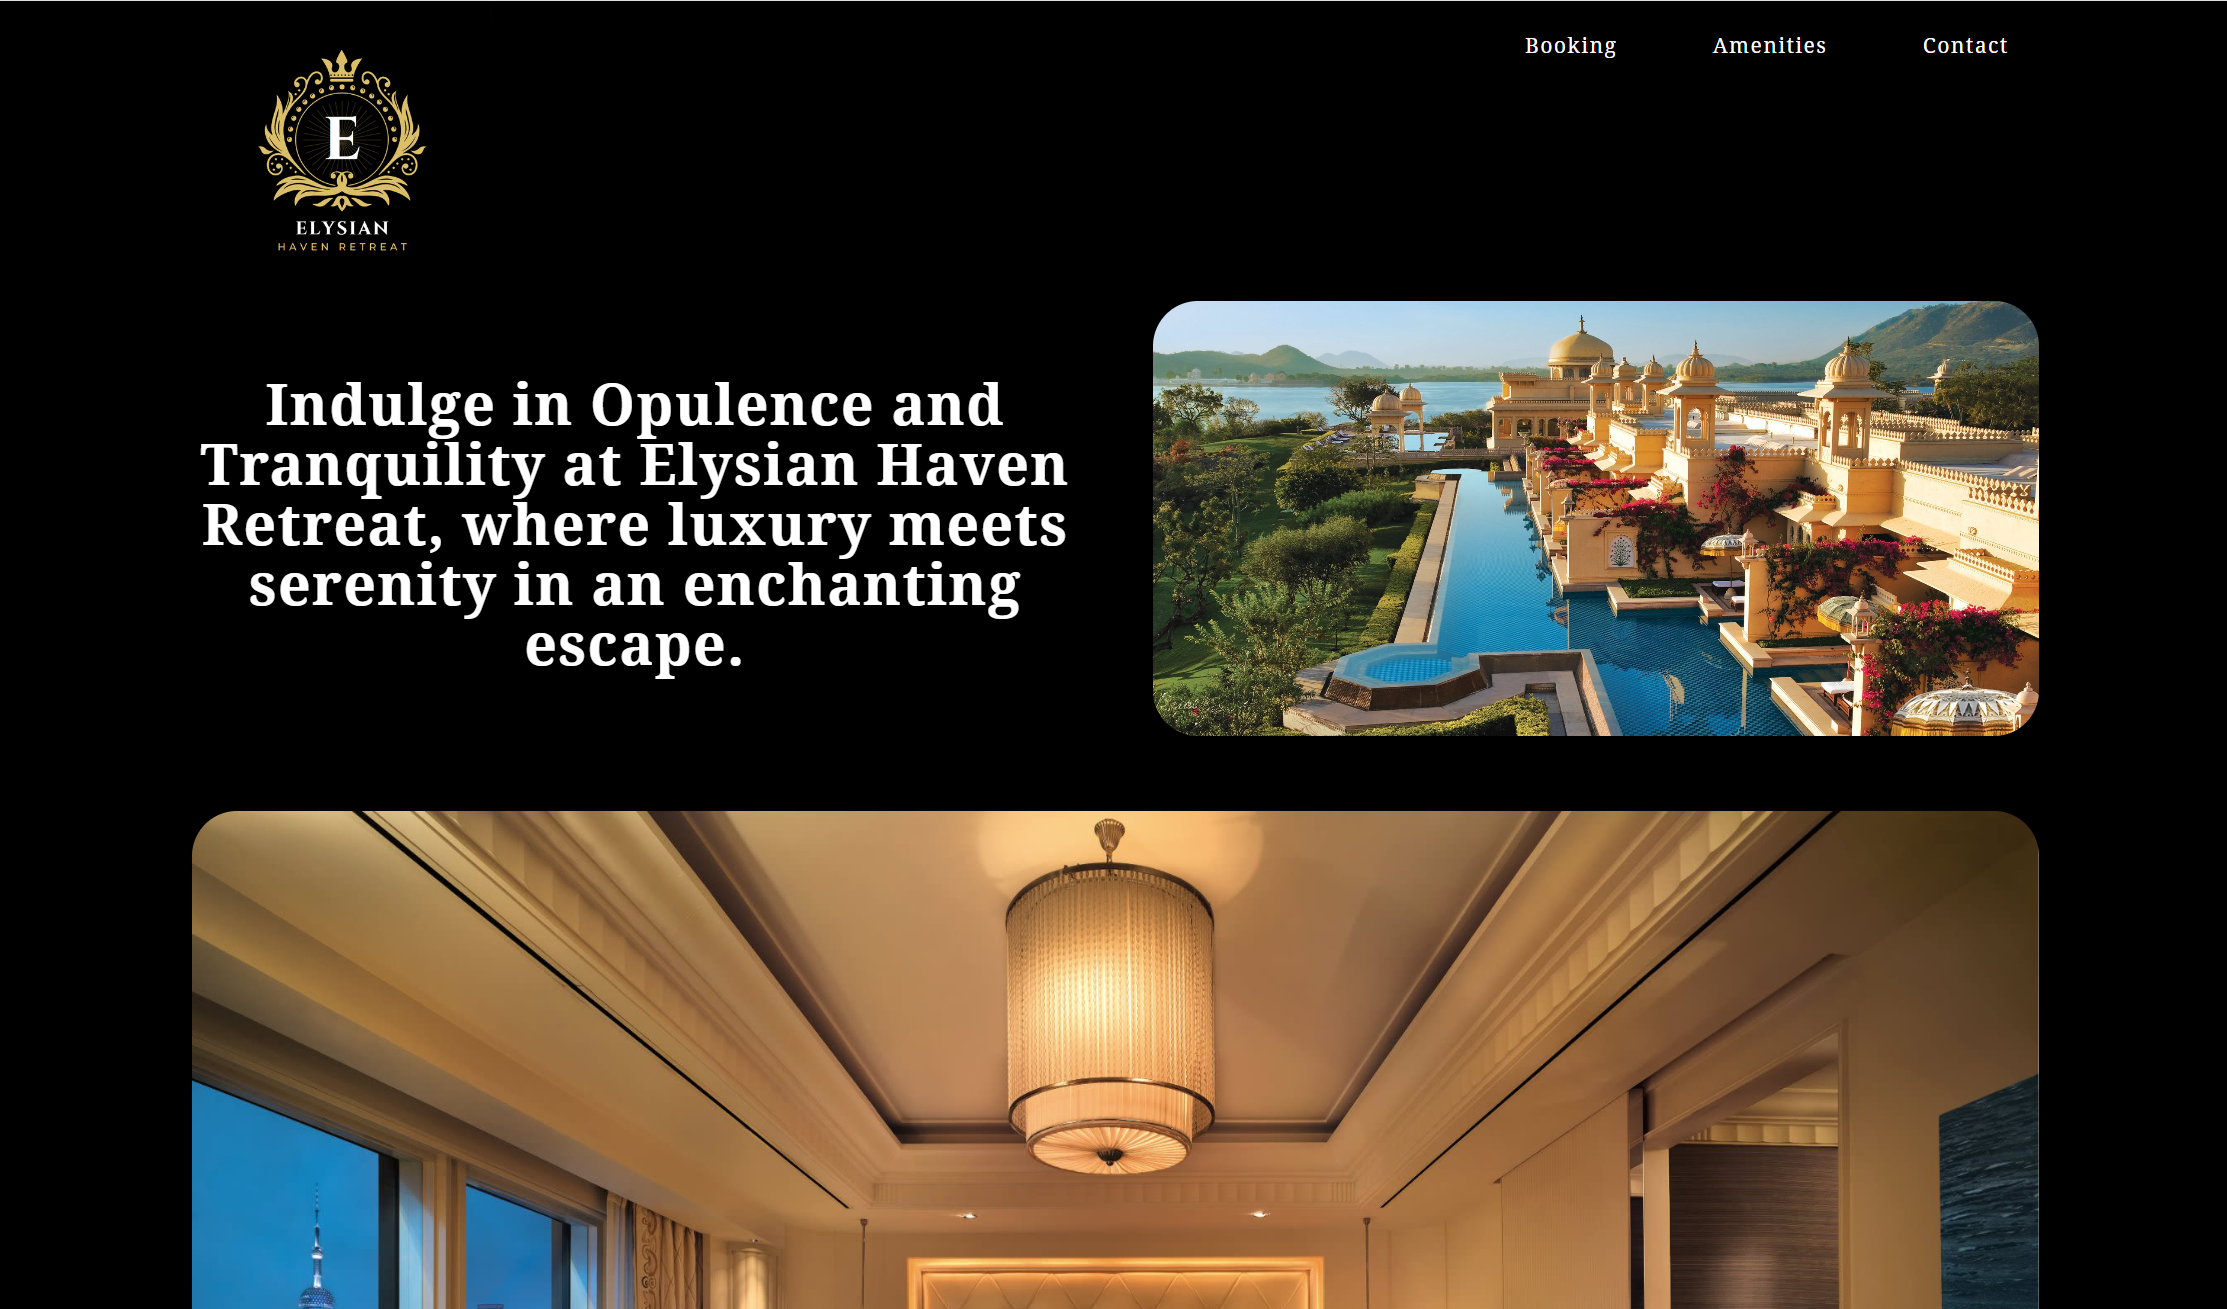 Booking Amenities Contact
E
ELYSIAN
HAVEN RETREAT
Indulge in Opulence and
Tranquility at Elysian Haven
Retreat, where luxury meets
serenity in an enchanting
escape.